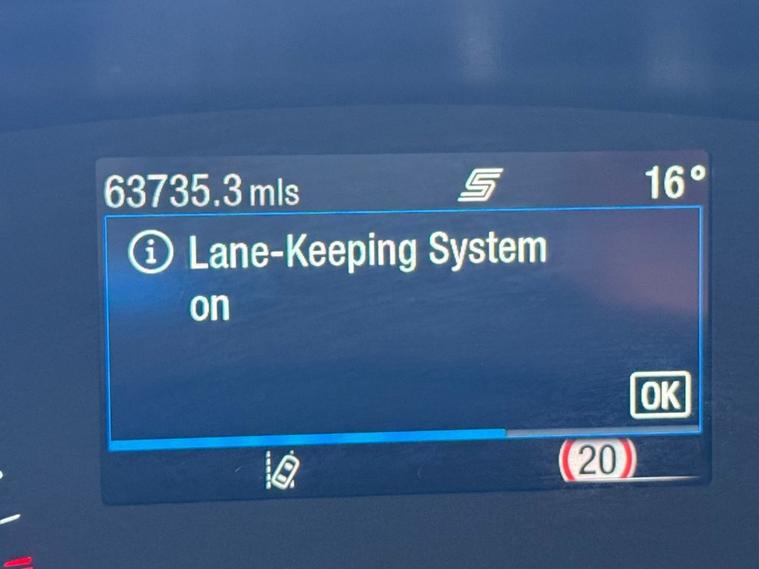 63735.3 mls
16°
Lane-Keeping System
on
OK
20